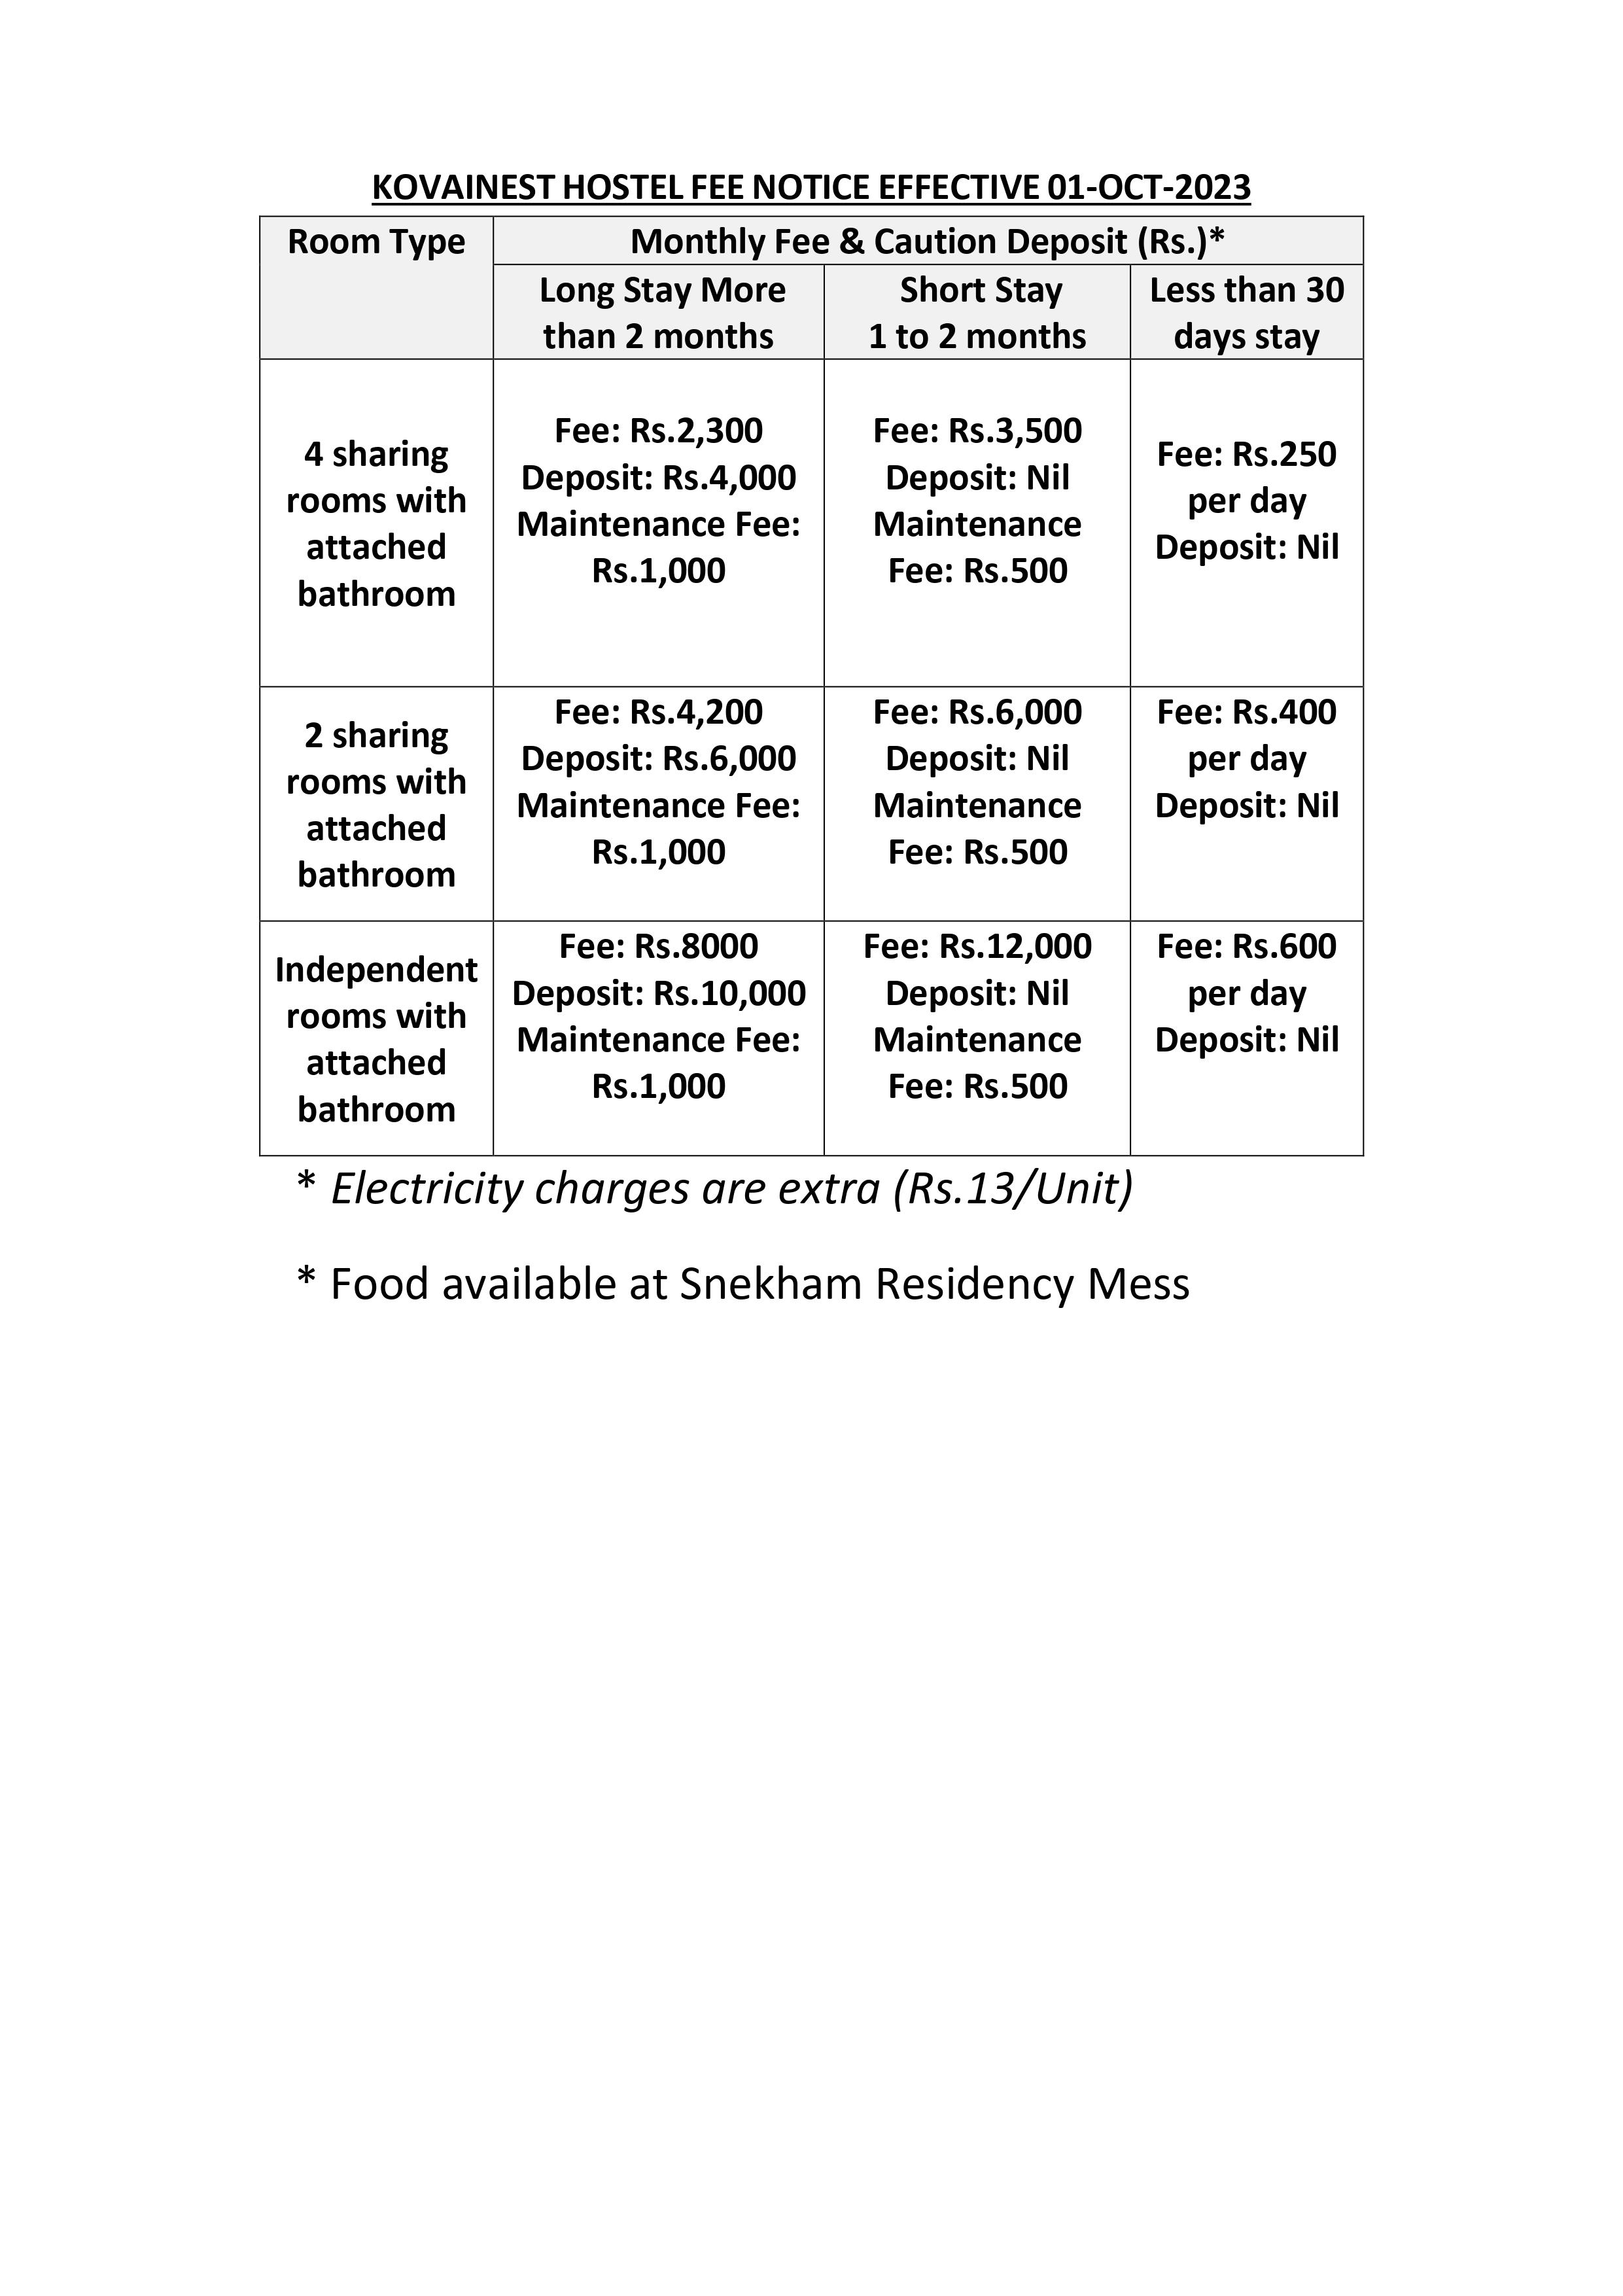 KOVAINEST HOSTEL FEE NOTICE EFFECTIVE 01-OCT-2023
Room Type
Monthly Fee & Caution Deposit (Rs.)*
Long Stay More
than 2 months
Short Stay
1 to 2 months
Less than 30
days stay
4 sharing
rooms with
attached
bathroom
Fee: Rs.2,300
Deposit: Rs.4,000
Maintenance Fee:
Rs.1,000
Fee: Rs.3,500
Deposit: Nil
Maintenance
Fee: Rs.500
Fee: Rs.250
per day
Deposit: Nil
2 sharing
rooms with
attached
bathroom
Fee: Rs.4,200
Deposit: Rs.6,000
Maintenance Fee:
Rs.1,000
Fee: Rs.6,000
Deposit: Nil
Maintenance
Fee: Rs.500
Fee: Rs.400
per day
Deposit: Nil
Independent
rooms with
attached
bathroom
Fee: Rs.8000
Deposit: Rs.10,000
Maintenance Fee:
Rs.1,000
Fee: Rs.12,000
Deposit: Nil
Maintenance
Fee: Rs.500
Fee: Rs.600
per day
Deposit: Nil
* Electricity charges are extra (Rs.13/Unit)
* Food available at Snekham Residency Mess